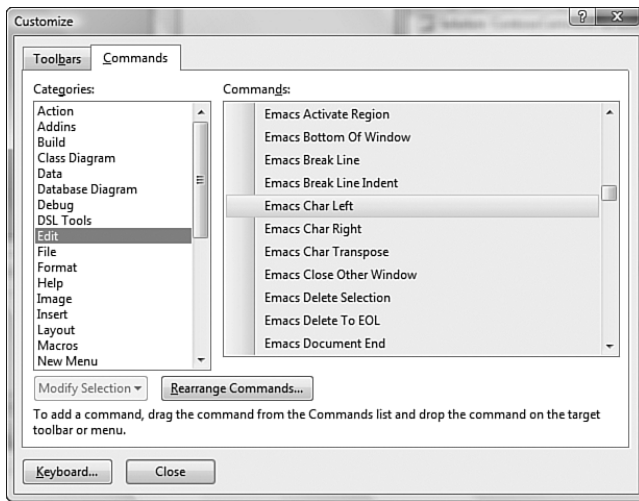 Customize
Toolbars
Commands
Categories:
Action
Addins
Build
Class Diagram
Data
Database Diagram
Debug
DSL Tools
Edit
File
Format
Help
Image
Insert
Layout
Macros
New Menu
Commands:
Emacs Activate Region
Emacs Bottom Of Window
Emacs Break Line
Emacs Break Line Indent
Emacs Char Left
Emacs Char Right
Emacs Char Transpose
Emacs Close Other Window
Emacs Delete Selection
Emacs Delete To EOL
Emacs Document End
Modify Selection
Rearrange Commands...
To add a command, drag the command from the Commands list and drop the command on the target
toolbar or menu.
Keyboard...
Close